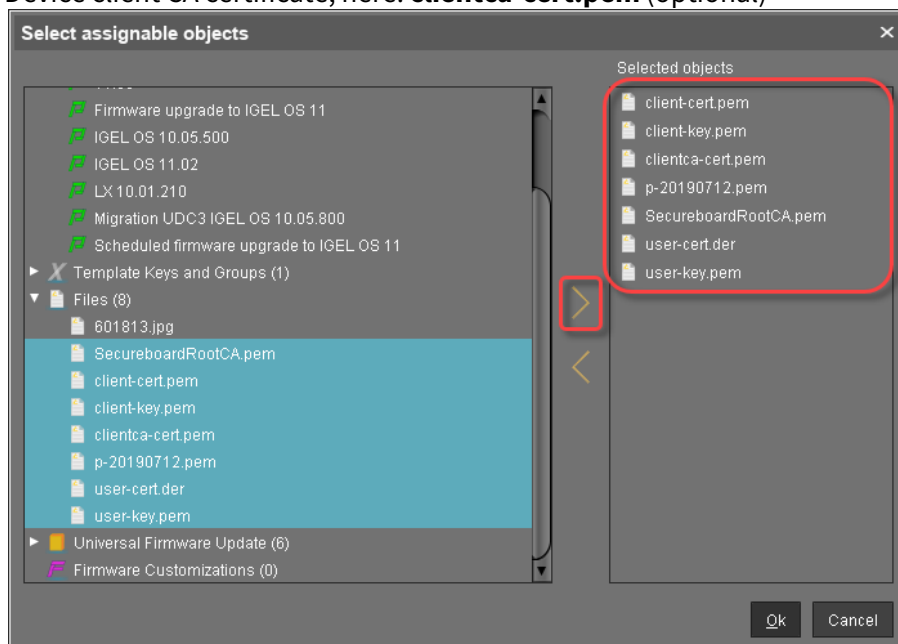 Device client CA certificate, here: clientca-cert.pem (optional)
Select assignable objects
Selected objects
Firmware upgrade to IGEL OS 11
IGEL OS 10.05.500
IGEL OS 11.02
LX 10.01.210
Migration UDC3 IGEL OS 10.05.800
Scheduled firmware upgrade to IGEL OS 11
Template Keys and Groups (1)
Files (8)
601813.jpg
SecureboardRootCA.pem
client-cert.pem
client-key.pem
clientca-cert.pem
p-20190712.pem
user-cert.der
user-key.pem
Universal Firmware Update (6)
Firmware Customizations (0)
client-cert.pem
client-key.pem
clientca-cert.pem
p-20190712.pem
SecureboardRootCA.pem
user-cert.der
user-key.pem
Ok
Cancel